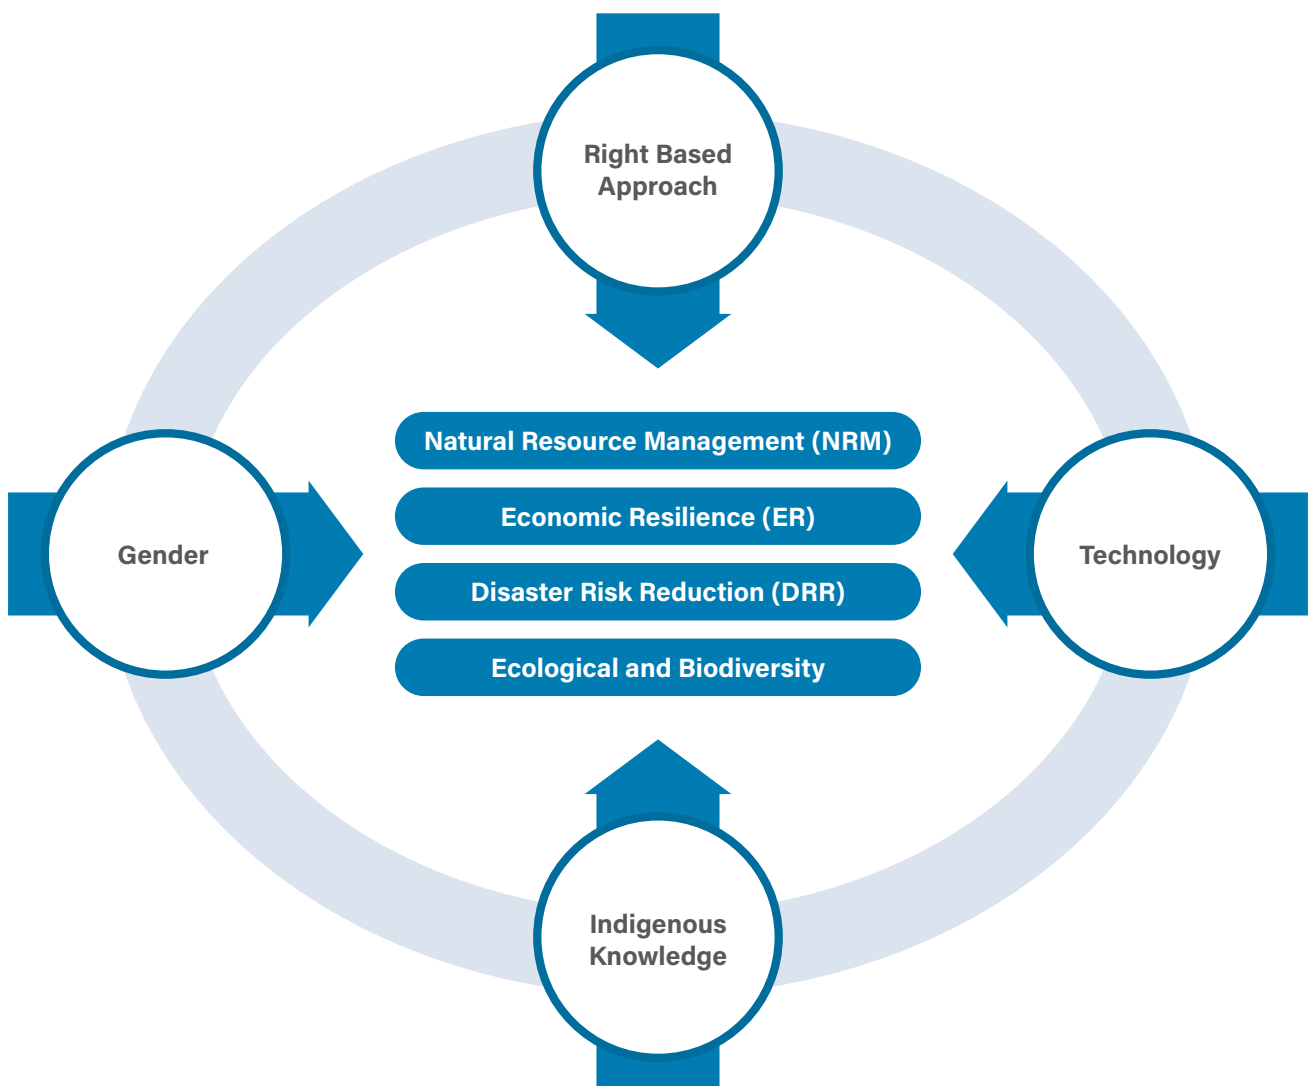 Right Based
Approach
Natural Resource Management (NRM)
Economic Resilience (ER)
Gender
Technology
Disaster Risk Reduction (DRR)
Ecological and Biodiversity
Indigenous
Knowledge